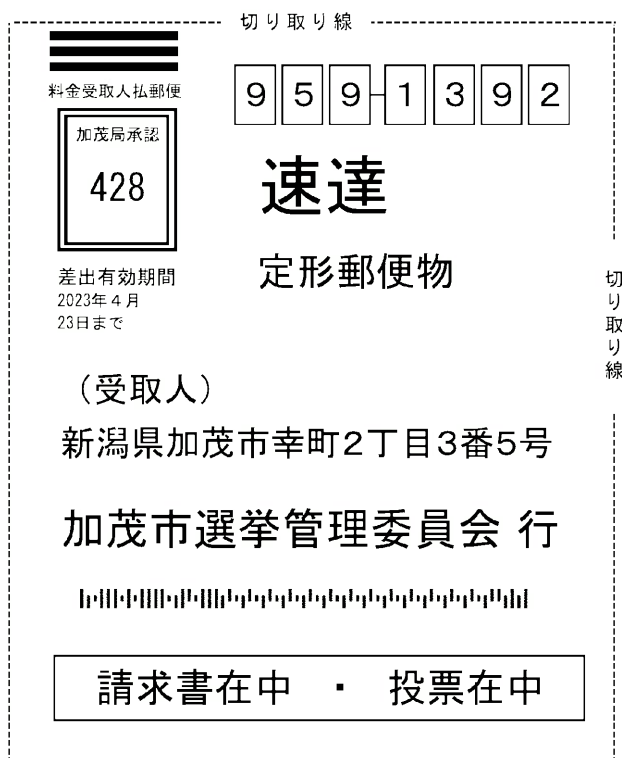 切り取り線
料金受取人払郵便
959-1392
加茂局承認
428
速達
定形郵便物
差出有効期間
2023年4月
23日まで
切り取り線
（受取人）
新潟県加茂市幸町2丁目3番5号
加茂市選挙管理委員会 行
請求書在中 ・ 投票在中